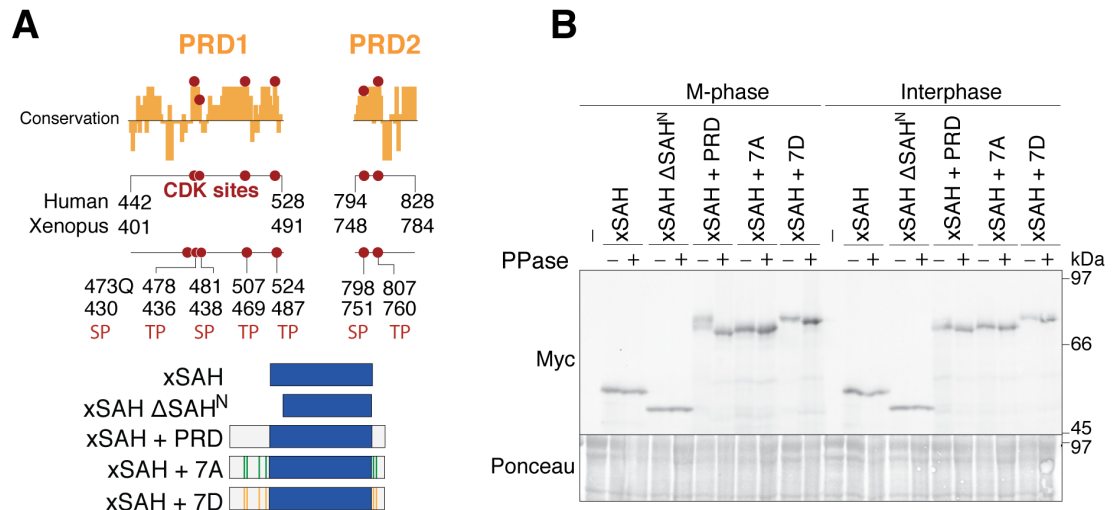 A
PRD1 PRD2
Conservation
CDK sites
Human 442 528 794 828
Xenopus 401 491 748 784
473Q 478 481 507 524 798 807
430 436 438 469 487 751 760
SP TP SP TP TP SP TP
xSAH
xSAH ΔSAHᴺ
xSAH + PRD
xSAH + 7A
xSAH + 7D
B
M-phase Interphase
– xSAH xSAH ΔSAHᴺ xSAH + PRD xSAH + 7A xSAH + 7D – xSAH xSAH ΔSAHᴺ xSAH + PRD xSAH + 7A xSAH + 7D
PPase – + – + – + – + – + – + – + – + – + – + kDa
97
66
Myc
45
97
Ponceau